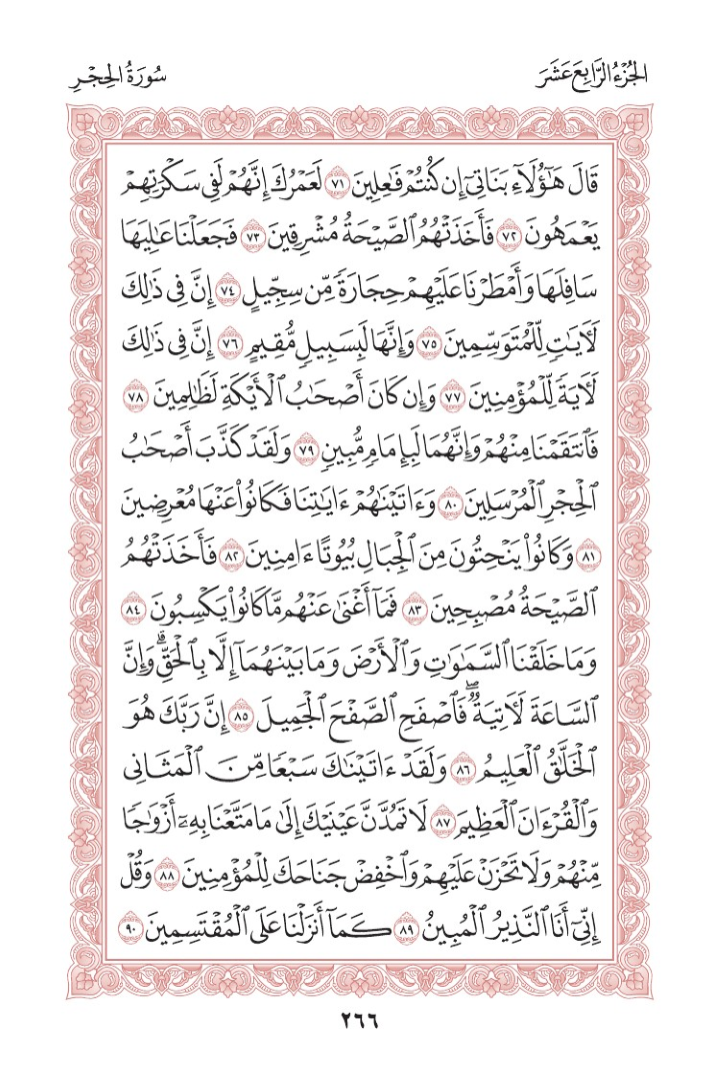 الجُزْءُ الرَّابِعَ عَشَرَ
سُورَةُ الحِجْرِ
قَالَ هَٰٓؤُلَآءِ بَنَاتِىٓ إِن كُنتُمْ فَٰعِلِينَ ٧١ لَعَمْرُكَ إِنَّهُمْ لَفِى سَكْرَتِهِمْ
يَعْمَهُونَ ٧٢ فَأَخَذَتْهُمُ ٱلصَّيْحَةُ مُشْرِقِينَ ٧٣ فَجَعَلْنَا عَٰلِيَهَا
سَافِلَهَا وَأَمْطَرْنَا عَلَيْهِمْ حِجَارَةً مِّن سِجِّيلٍ ٧٤ إِنَّ فِى ذَٰلِكَ
لَأٓيَٰتٍ لِّلْمُتَوَسِّمِينَ ٧٥ وَإِنَّهَا لَبِسَبِيلٍ مُّقِيمٍ ٧٦ إِنَّ فِى ذَٰلِكَ
لَأٓيَةً لِّلْمُؤْمِنِينَ ٧٧ وَإِن كَانَ أَصْحَٰبُ ٱلْأَيْكَةِ لَظَٰلِمِينَ ٧٨
فَٱنتَقَمْنَا مِنْهُمْ وَإِنَّهُمَا لَبِإِمَامٍ مُّبِينٍ ٧٩ وَلَقَدْ كَذَّبَ أَصْحَٰبُ
ٱلْحِجْرِ ٱلْمُرْسَلِينَ ٨٠ وَءَاتَيْنَٰهُمْ ءَايَٰتِنَا فَكَانُوا۟ عَنْهَا مُعْرِضِينَ
٨١ وَكَانُوا۟ يَنْحِتُونَ مِنَ ٱلْجِبَالِ بُيُوتًا ءَامِنِينَ ٨٢ فَأَخَذَتْهُمُ
ٱلصَّيْحَةُ مُصْبِحِينَ ٨٣ فَمَآ أَغْنَىٰ عَنْهُم مَّا كَانُوا۟ يَكْسِبُونَ ٨٤
وَمَا خَلَقْنَا ٱلسَّمَٰوَٰتِ وَٱلْأَرْضَ وَمَا بَيْنَهُمَآ إِلَّا بِٱلْحَقِّ ۗ وَإِنَّ
ٱلسَّاعَةَ لَأٓتِيَةٌ ۖ فَٱصْفَحِ ٱلصَّفْحَ ٱلْجَمِيلَ ٨٥ إِنَّ رَبَّكَ هُوَ
ٱلْخَلَّٰقُ ٱلْعَلِيمُ ٨٦ وَلَقَدْ ءَاتَيْنَٰكَ سَبْعًا مِّنَ ٱلْمَثَانِى
وَٱلْقُرْءَانَ ٱلْعَظِيمَ ٨٧ لَا تَمُدَّنَّ عَيْنَيْكَ إِلَىٰ مَا مَتَّعْنَا بِهِۦٓ أَزْوَٰجًا
مِّنْهُمْ وَلَا تَحْزَنْ عَلَيْهِمْ وَٱخْفِضْ جَنَاحَكَ لِلْمُؤْمِنِينَ ٨٨ وَقُلْ
إِنِّىٓ أَنَا ٱلنَّذِيرُ ٱلْمُبِينُ ٨٩ كَمَآ أَنزَلْنَا عَلَى ٱلْمُقْتَسِمِينَ ٩٠
٢٦٦